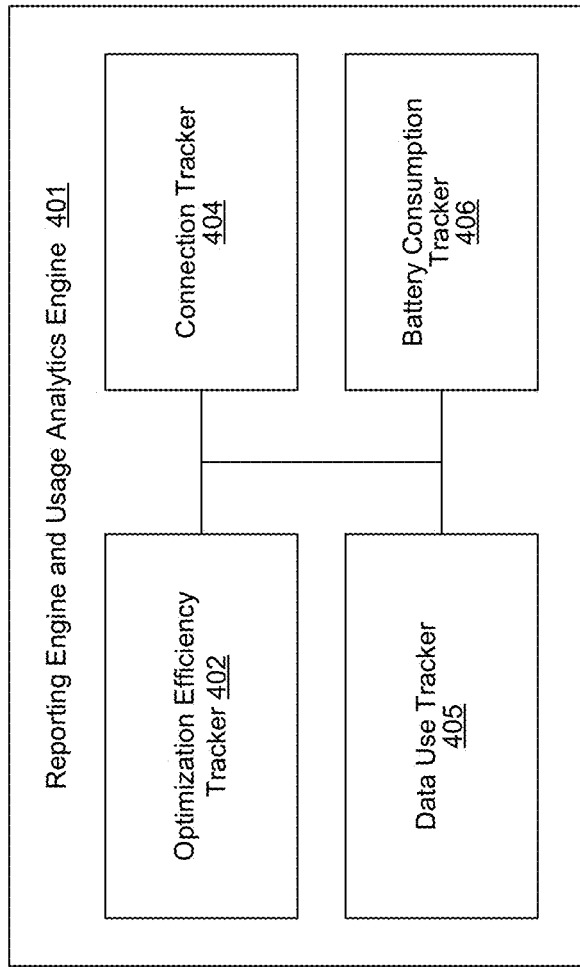 Reporting Engine and Usage Analytics Engine 401
Optimization Efficiency
Tracker 402
Connection Tracker
404
Data Use Tracker
405
Battery Consumption
Tracker
406